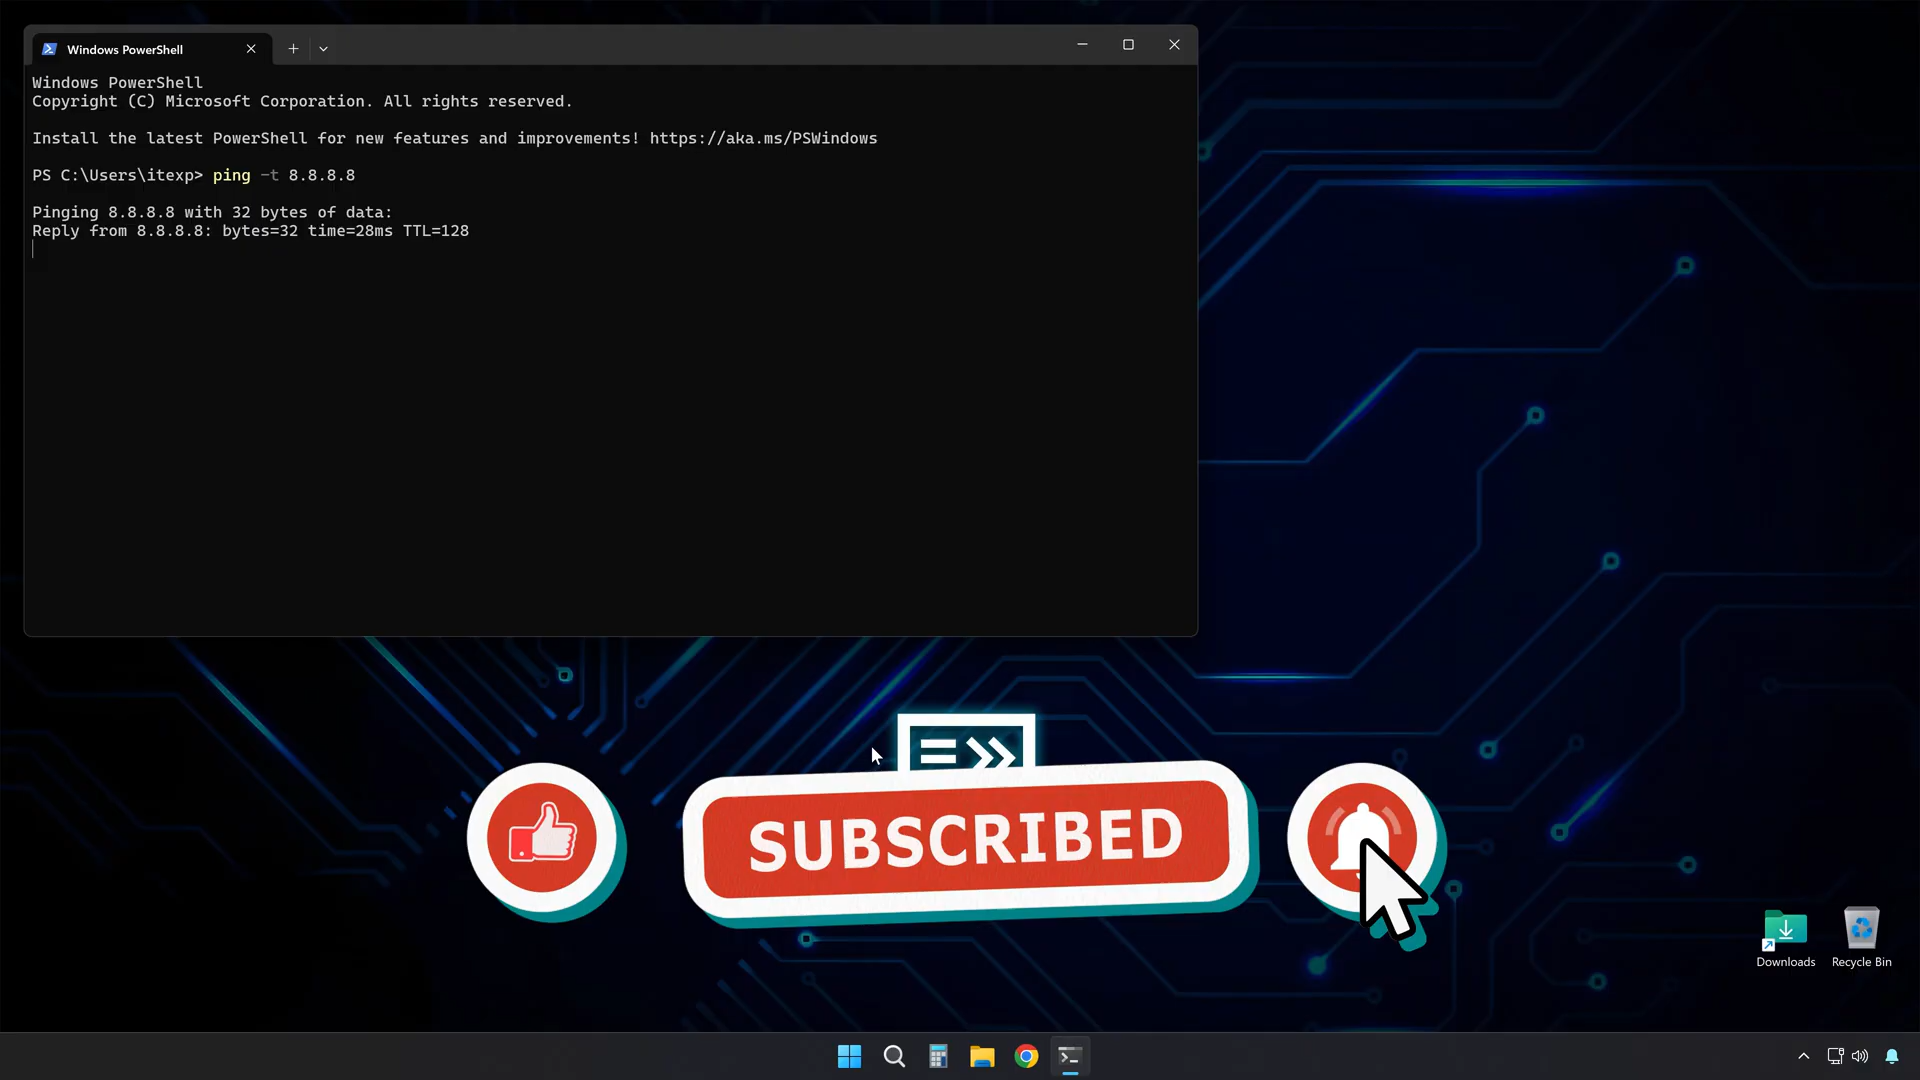 Windows PowerShell
Windows PowerShell
Copyright (C) Microsoft Corporation. All rights reserved.
Install the latest PowerShell for new features and improvements! https://aka.ms/PSWindows
PS C:\Users\itexp> ping -t 8.8.8.8
Pinging 8.8.8.8 with 32 bytes of data:
Reply from 8.8.8.8: bytes=32 time=28ms TTL=128
SUBSCRIBED
Downloads
Recycle Bin